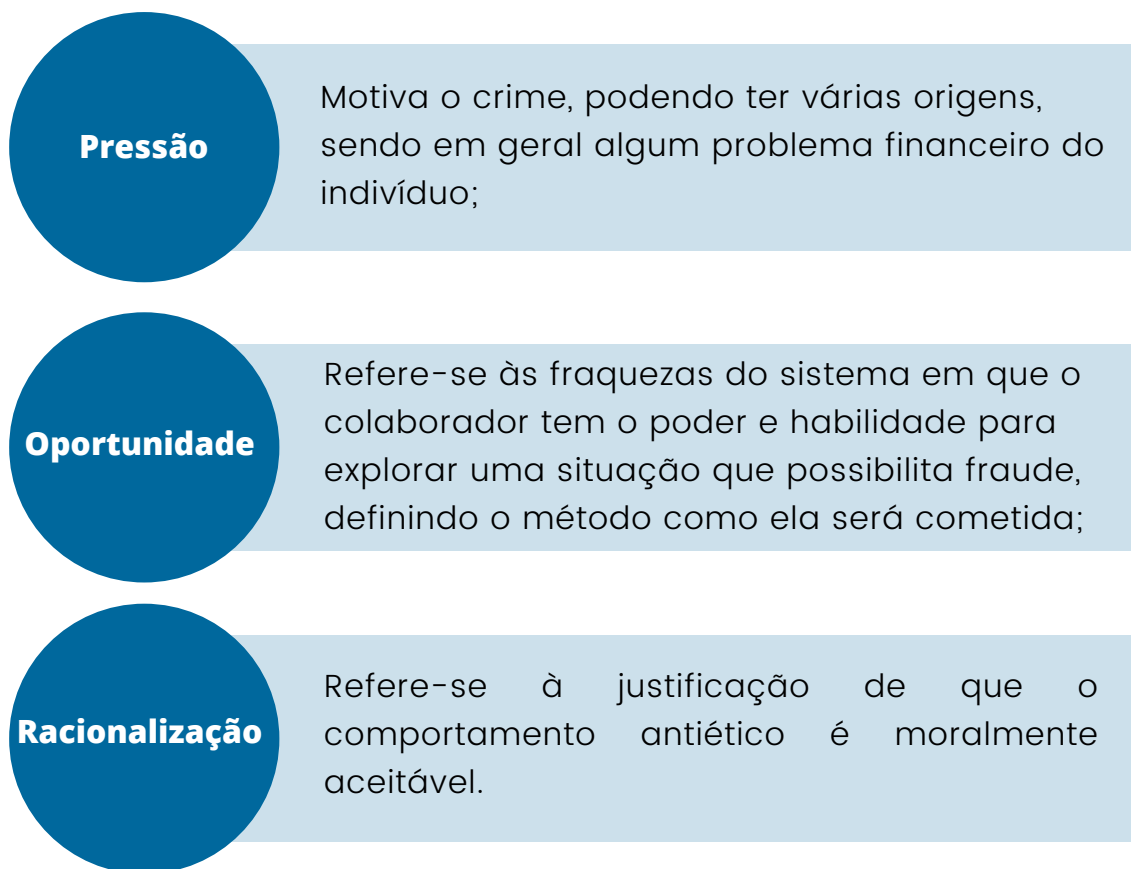 Pressão
Motiva o crime, podendo ter várias origens,
sendo em geral algum problema financeiro do
indivíduo;
Oportunidade
Refere-se às fraquezas do sistema em que o
colaborador tem o poder e habilidade para
explorar uma situação que possibilita fraude,
definindo o método como ela será cometida;
Racionalização
Refere-se à justificação de que o
comportamento antiético é moralmente
aceitável.